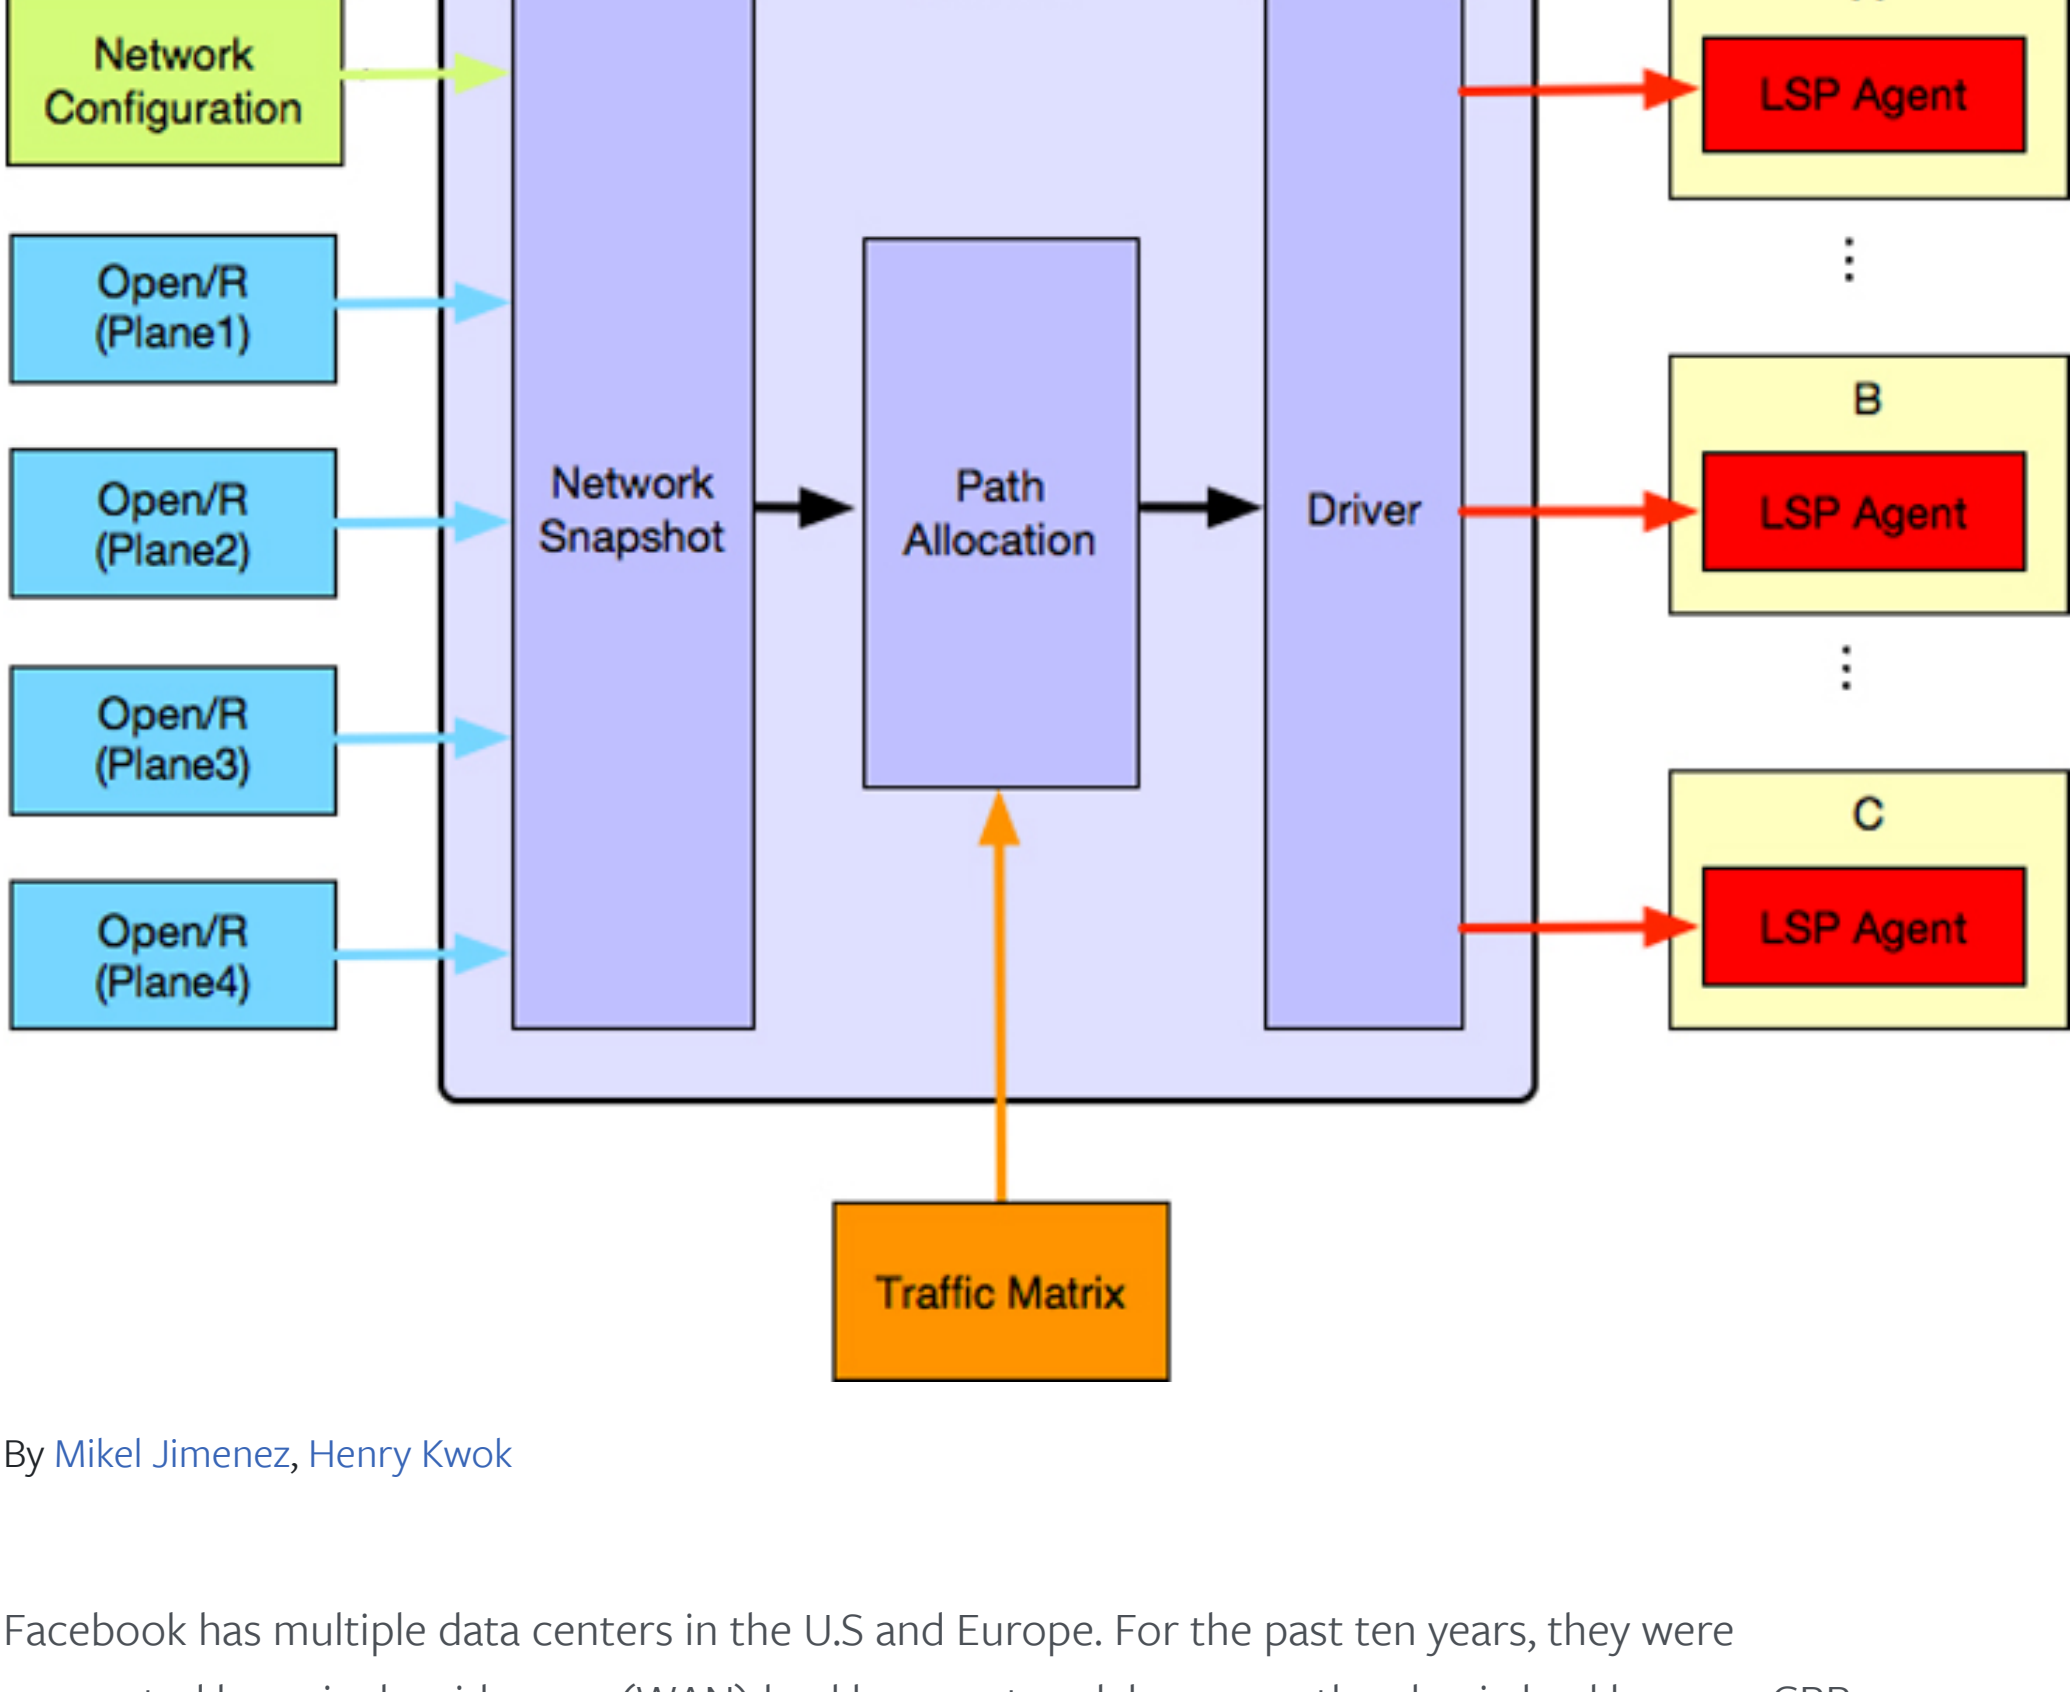 Network
Configuration
LSP Agent
Open/R
(Plane1)
B
Open/R
(Plane2)
Network
Snapshot
Path
Allocation
Driver
LSP Agent
Open/R
(Plane3)
C
Open/R
(Plane4)
LSP Agent
Traffic Matrix
By Mikel Jimenez, Henry Kwok
Facebook has multiple data centers in the U.S and Europe. For the past ten years, they were